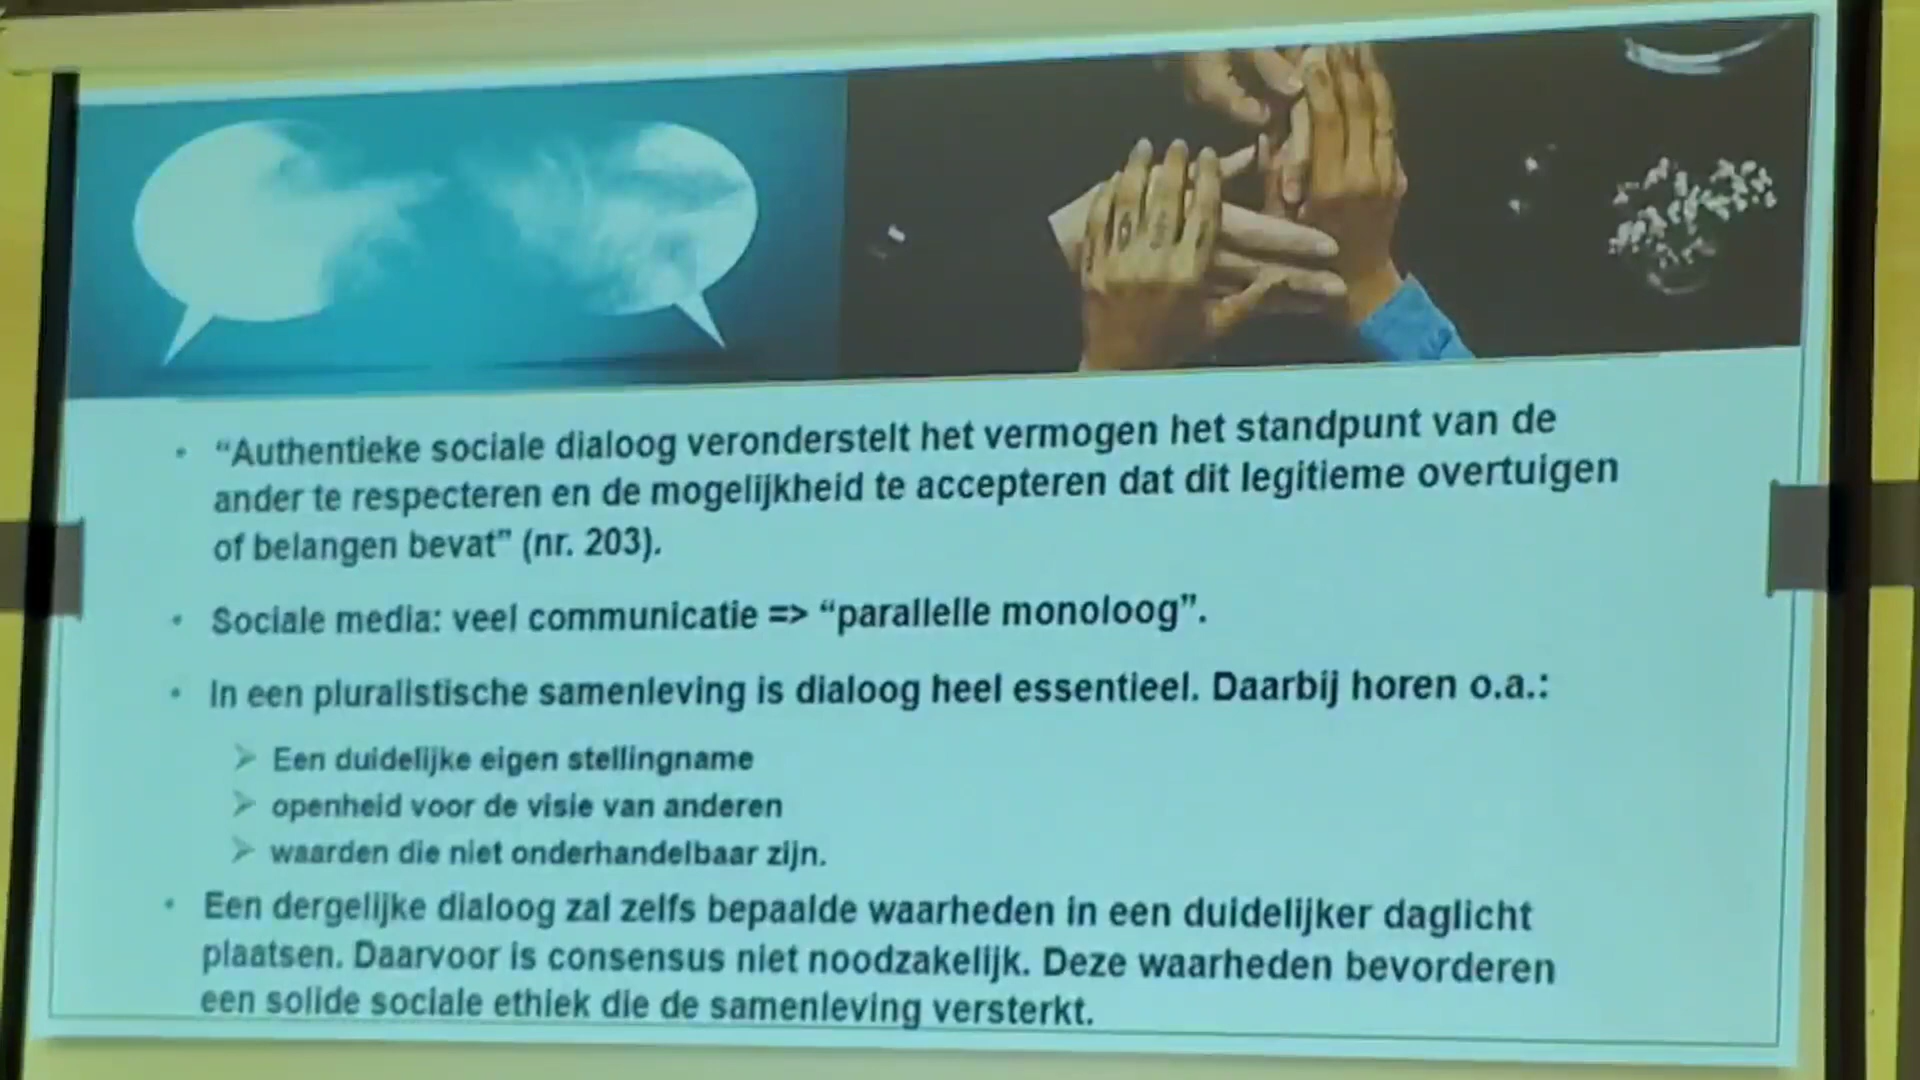 • “Authentieke sociale dialoog veronderstelt het vermogen het standpunt van de
ander te respecteren en de mogelijkheid te accepteren dat dit legitieme overtuigen
of belangen bevat” (nr. 203).
• Sociale media: veel communicatie => “parallelle monoloog”.
• In een pluralistische samenleving is dialoog heel essentieel. Daarbij horen o.a.:
➢ Een duidelijke eigen stellingname
➢ openheid voor de visie van anderen
➢ waarden die niet onderhandelbaar zijn.
• Een dergelijke dialoog zal zelfs bepaalde waarheden in een duidelijker daglicht
plaatsen. Daarvoor is consensus niet noodzakelijk. Deze waarheden bevorderen
een solide sociale ethiek die de samenleving versterkt.